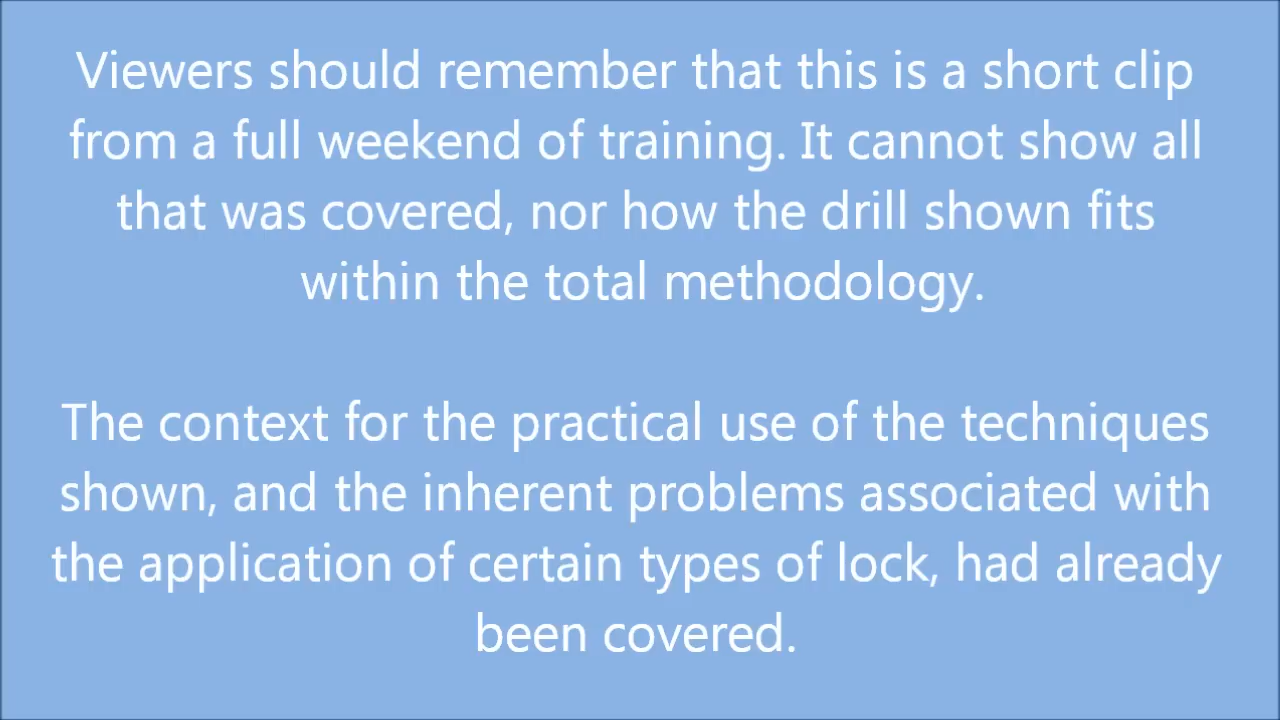 Viewers should remember that this is a short clip
from a full weekend of training. It cannot show all
that was covered, nor how the drill shown fits
within the total methodology.
The context for the practical use of the techniques
shown, and the inherent problems associated with
the application of certain types of lock, had already
been covered.